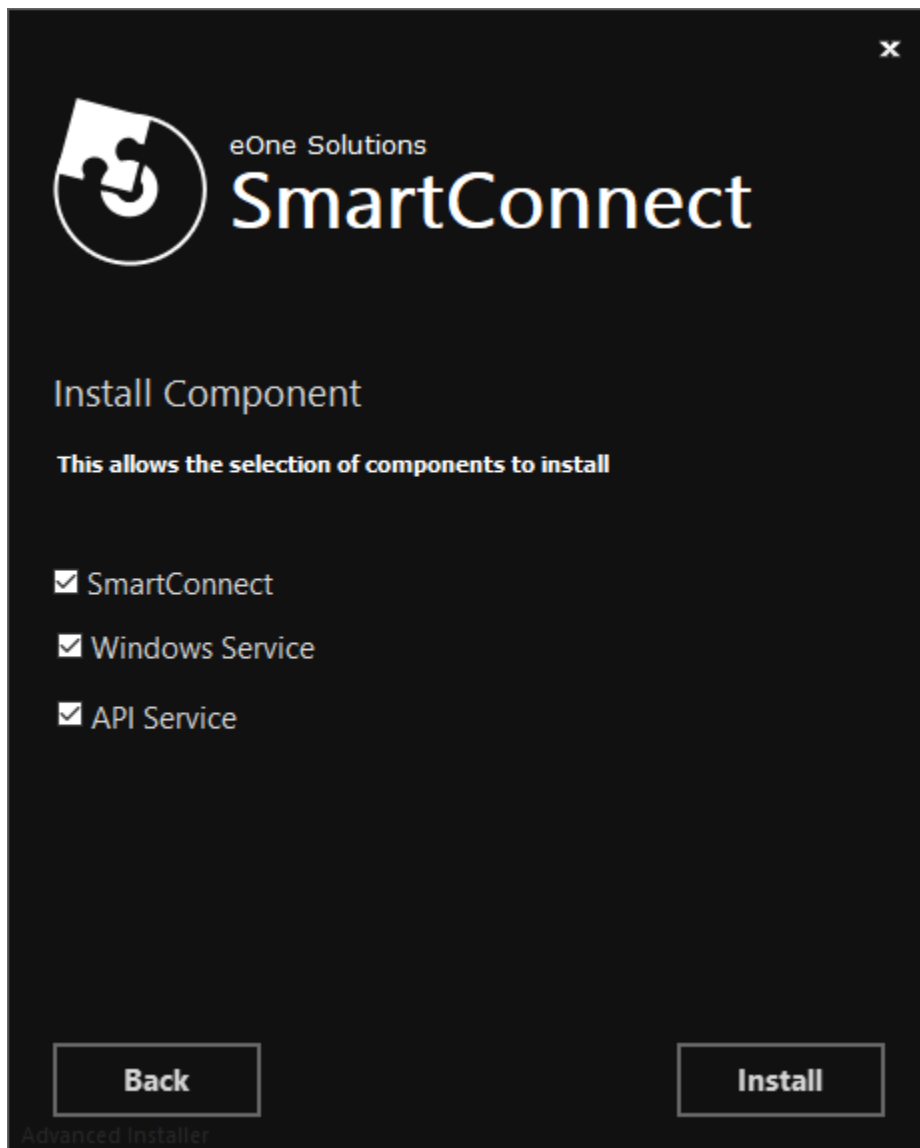 x
eOne Solutions
SmartConnect
Install Component
This allows the selection of components to install
SmartConnect
Windows Service
API Service
Back
Install
Advanced Installer